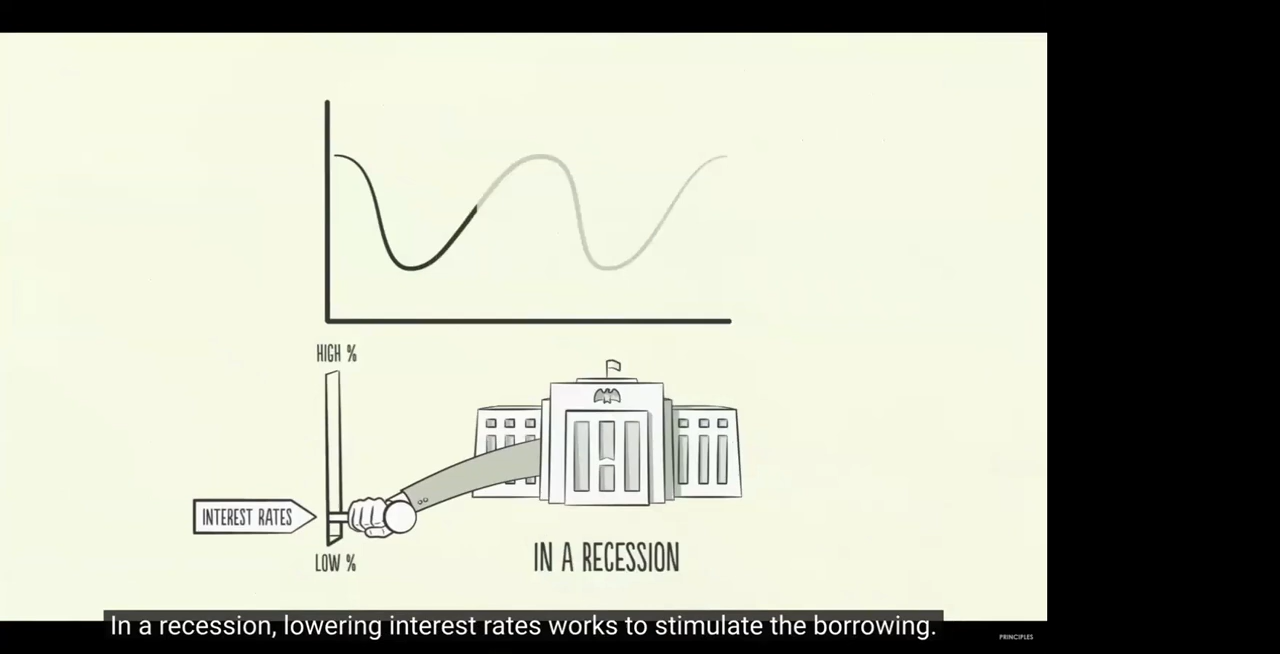 HIGH %
INTEREST RATES
LOW %
IN A RECESSION
In a recession, lowering interest rates works to stimulate the borrowing.
PRINCIPLES